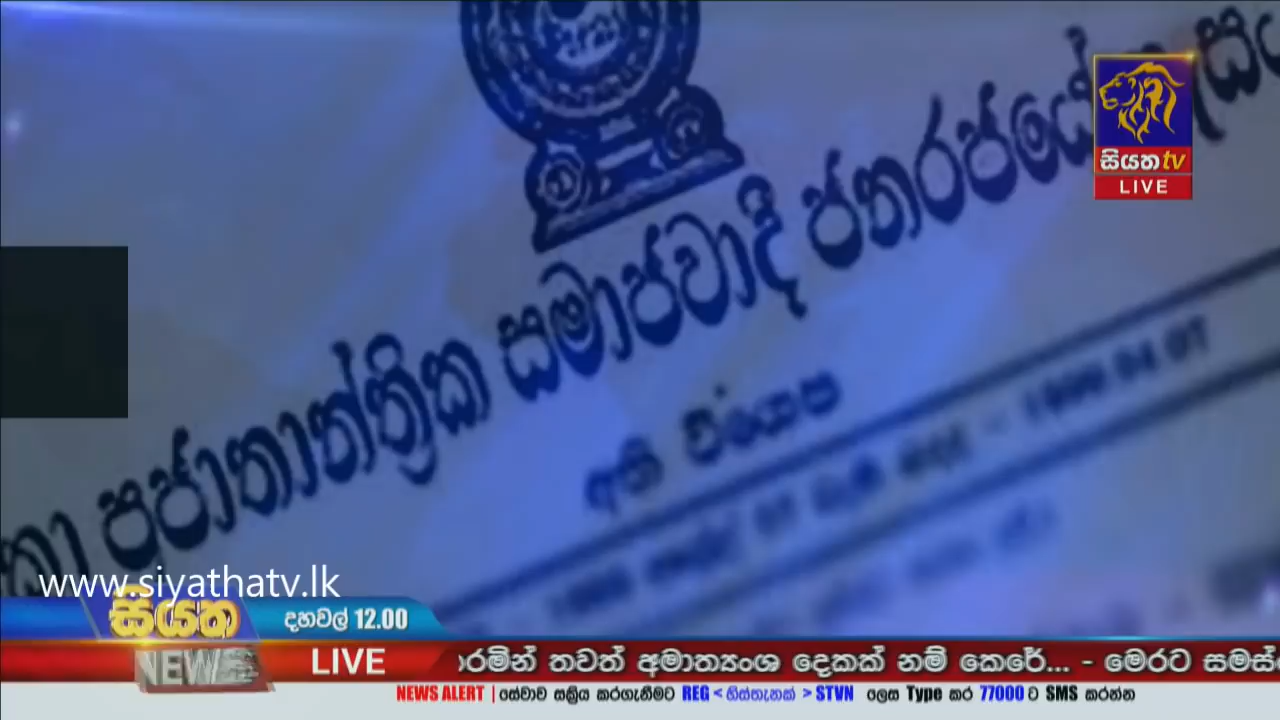 සියත tv
LIVE
කා ප්‍රජාතාන්ත්‍රික සමාජවාදී ජනරජයේ ගැස
අති විශෙෂ
www.siyathatv.lk
සියත
දහවල් 12.00
NEWS
LIVE
රමින් තවත් අමාත්‍යංශ දෙකක් නම් කෙරේ... - මෙරට සමස්
NEWS ALERT | සේවාව සක්‍රිය කරගැනීමට REG < හිස්තැනක් > STVN ලෙස Type කර 77000 ට SMS කරන්න